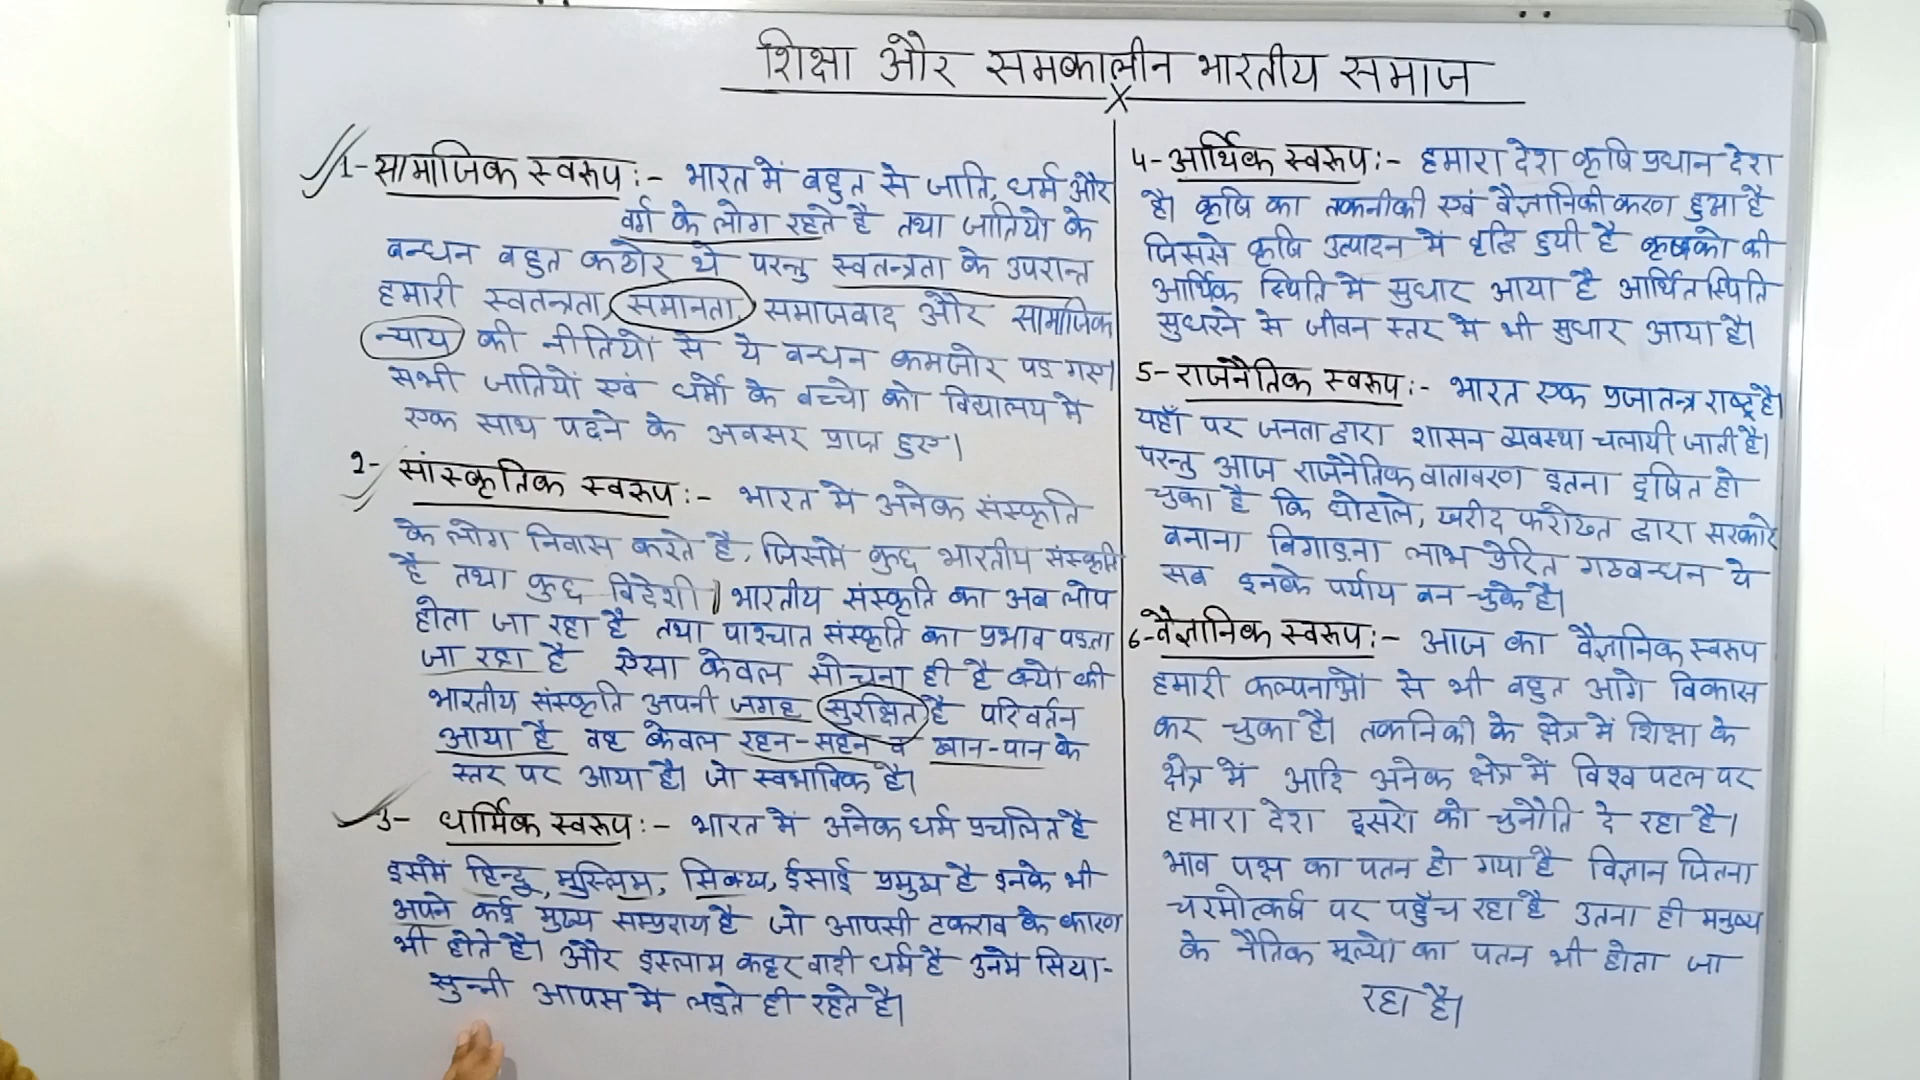 शिक्षा और समकालीन भारतीय समाज
1- सामाजिक स्वरूप :- भारत में बहुत से जाति, धर्म और
वर्ग के लोग रहते है तथा जातियो के
बन्धन बहुत कठोर थे परन्तु स्वतन्त्रता के उपरान्त
हमारी स्वतन्त्रता, समानता, समाजवाद और सामाजिक
न्याय की नीतियों से ये बन्धन कमजोर पड गए।
सभी जातियों एवं धर्मो के बच्चो को विद्यालय मे
एक साथ पढने के अवसर प्राप्त हुए।
2- सांस्कृतिक स्वरूप :- भारत में अनेक संस्कृति
के लोग निवास करते है, जिसमें कुछ भारतीय संस्कृति
है तथा कुछ विदेशी। भारतीय संस्कृति का अब लोप
होता जा रहा है तथा पाश्चात संस्कृति का प्रभाव पडता
जा रहा है ऐसा केवल सोचना ही है क्यो की
भारतीय संस्कृति अपनी जगह सुरक्षित है परिवर्तन
आया है वह केवल रहन-सहन व खान-पान के
स्तर पर आया है। जो स्वभाविक है।
3- धार्मिक स्वरूप :- भारत में अनेक धर्म प्रचलित है
इसमें हिन्दू, मुस्लिम, सिक्ख, ईसाई प्रमुख है इनके भी
अपने कई मुख्य सम्प्रराय है जो आपसी टकराव के कारण
भी होते है। और इस्लाम कट्टर वादी धर्म है उनमे सिया-
सुन्नी आपस में लडते ही रहते है।
4- आर्थिक स्वरूप :- हमारा देश कृषि प्रधान देश
है। कृषि का तकनीकी एवं वैज्ञानिकी करण हुआ है
जिससे कृषि उत्पादन में वृद्धि हुयी है कृषको की
आर्थिक स्थिति मे सुधार आया है आर्थित स्थिति
सुधरने से जीवन स्तर मे भी सुधार आया है।
5- राजनैतिक स्वरूप :- भारत एक प्रजातन्त्र राष्ट्र है।
यहाँ पर जनता द्वारा शासन व्यवस्था चलायी जाती है।
परन्तु आज राजनैतिक वातावरण इतना दूषित हो
चुका है कि घोटाले, खरीद फरोख्त द्वारा सरकारे
बनाना बिगाडना लाभ प्रेरित गठबन्धन ये
सब इनके पर्याय बन चुके है।
6- वैज्ञानिक स्वरूप :- आज का वैज्ञानिक स्वरूप
हमारी कल्पनाओं से भी बहुत आगे विकास
कर चुका है। तकनिकी के क्षेत्र में शिक्षा के
क्षेत्र में आदि अनेक क्षेत्र में विश्व पटल पर
हमारा देश दूसरो को चुनौति दे रहा है।
भाव पक्ष का पतन हो गया है विज्ञान जितना
चरमोत्कर्ष पर पहुँच रहा है उतना ही मनुष्य
के नैतिक मूल्यो का पतन भी होता जा
रहा है।